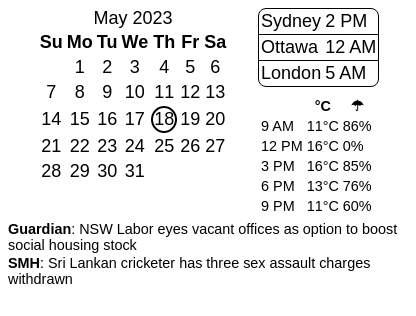 May 2023
Su Mo Tu We Th Fr Sa
1 2 3 4 5 6
7 8 9 10 11 12 13
14 15 16 17 18 19 20
21 22 23 24 25 26 27
28 29 30 31
Sydney 2 PM
Ottawa 12 AM
London 5 AM
°C ☂
9 AM 11°C 86%
12 PM 16°C 0%
3 PM 16°C 85%
6 PM 13°C 76%
9 PM 11°C 60%
Guardian: NSW Labor eyes vacant offices as option to boost
social housing stock
SMH: Sri Lankan cricketer has three sex assault charges
withdrawn